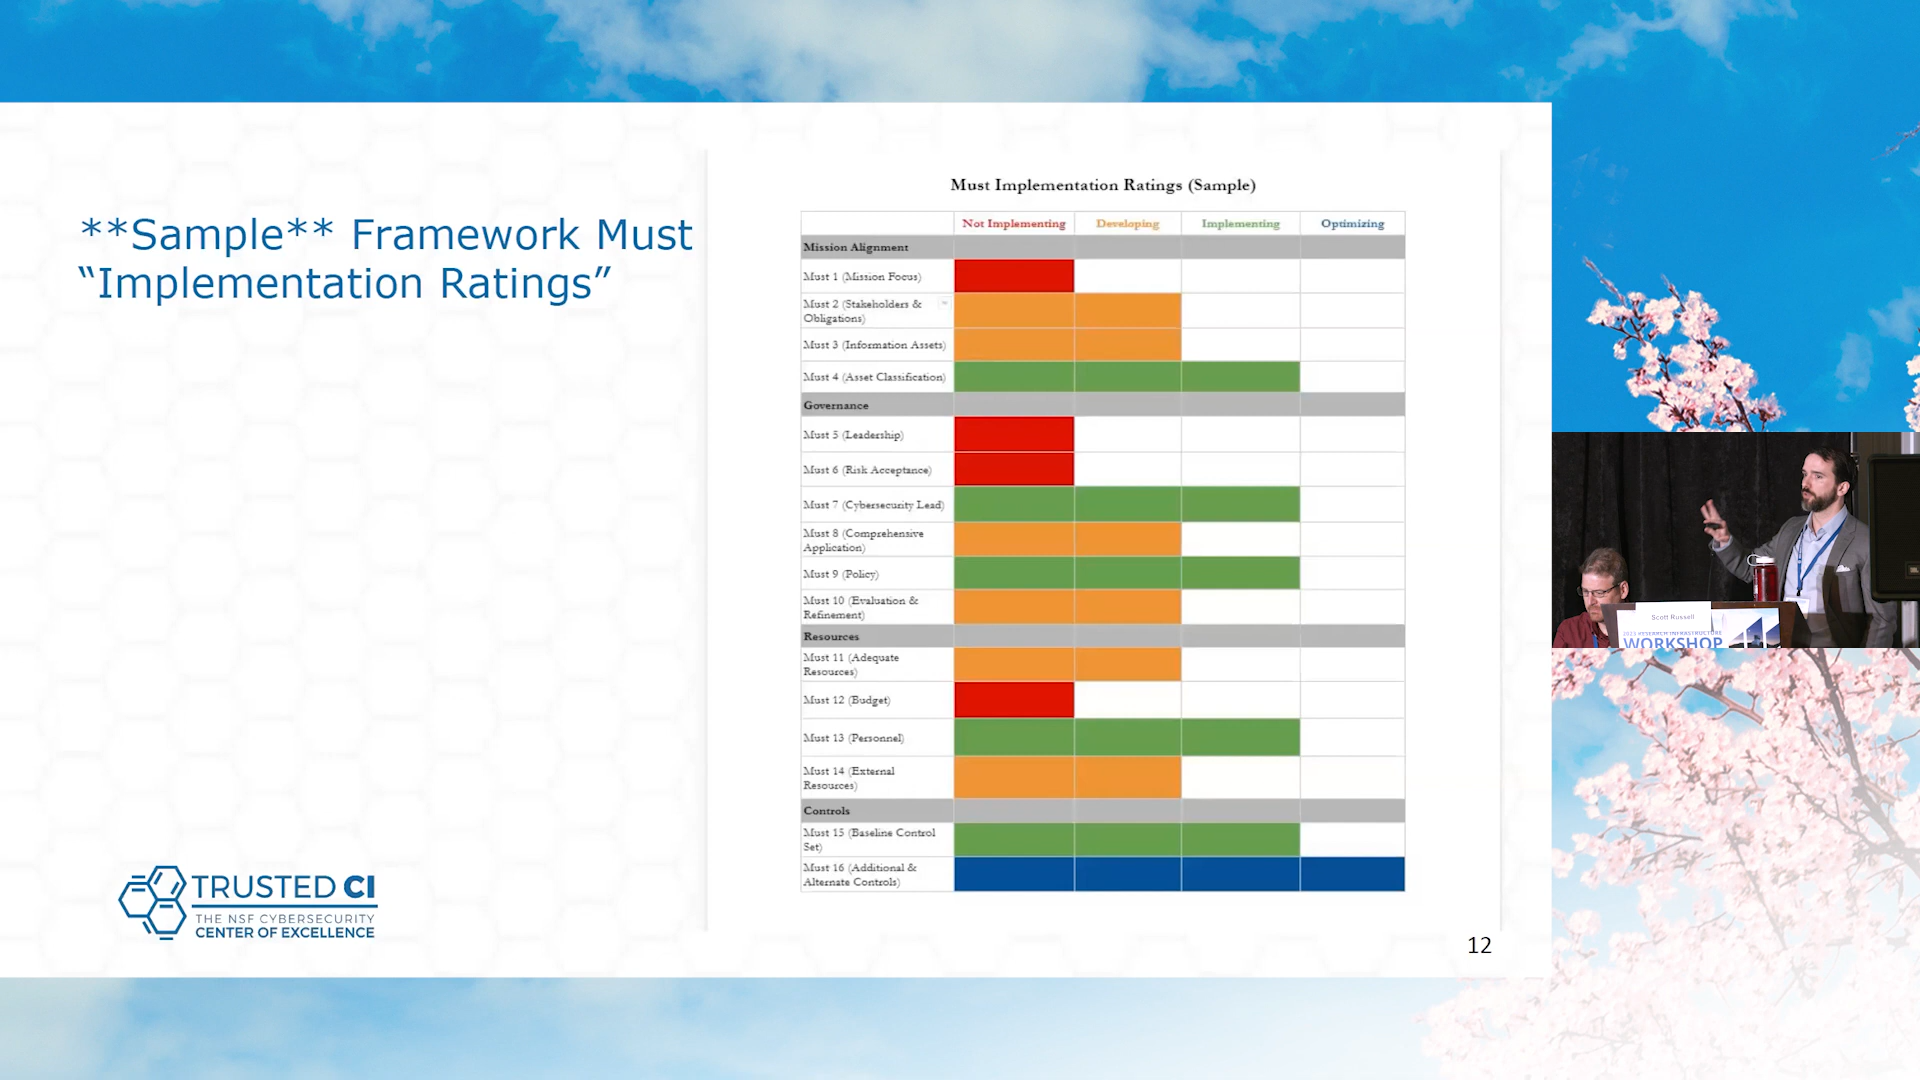 **Sample** Framework Must
“Implementation Ratings”
Must Implementation Ratings (Sample)
Not Implementing Developing Implementing Optimizing
Mission Alignment
Must 1 (Mission Focus)
Must 2 (Stakeholders &
Obligations)
Must 3 (Information Assets)
Must 4 (Asset Classification)
Governance
Must 5 (Leadership)
Must 6 (Risk Acceptance)
Must 7 (Cybersecurity Lead)
Must 8 (Comprehensive
Application)
Must 9 (Policy)
Must 10 (Evaluation &
Refinement)
Resources
Must 11 (Adequate
Resources)
Must 12 (Budget)
Must 13 (Personnel)
Must 14 (External
Resources)
Controls
Must 15 (Baseline Control
Set)
Must 16 (Additional &
Alternate Controls)
TRUSTED CI
THE NSF CYBERSECURITY
CENTER OF EXCELLENCE
12
Scott Russell
2023 RESEARCH INFRASTRUCTURE
WORKSHOP
JBL